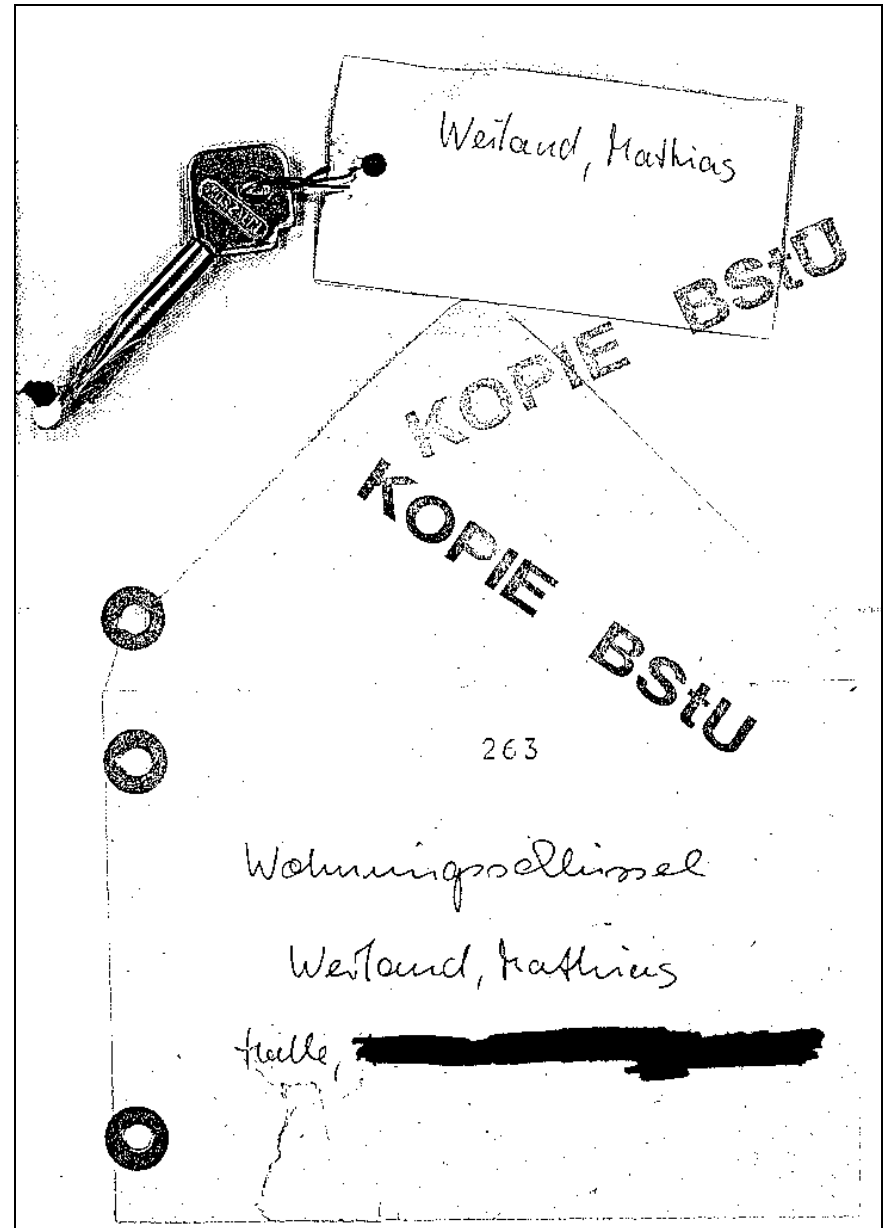 Weiland, Mathias
KOPIE BStU
KOPIE BStU
263
Wohnungsschlüssel
Weiland, Mathias
Halle,